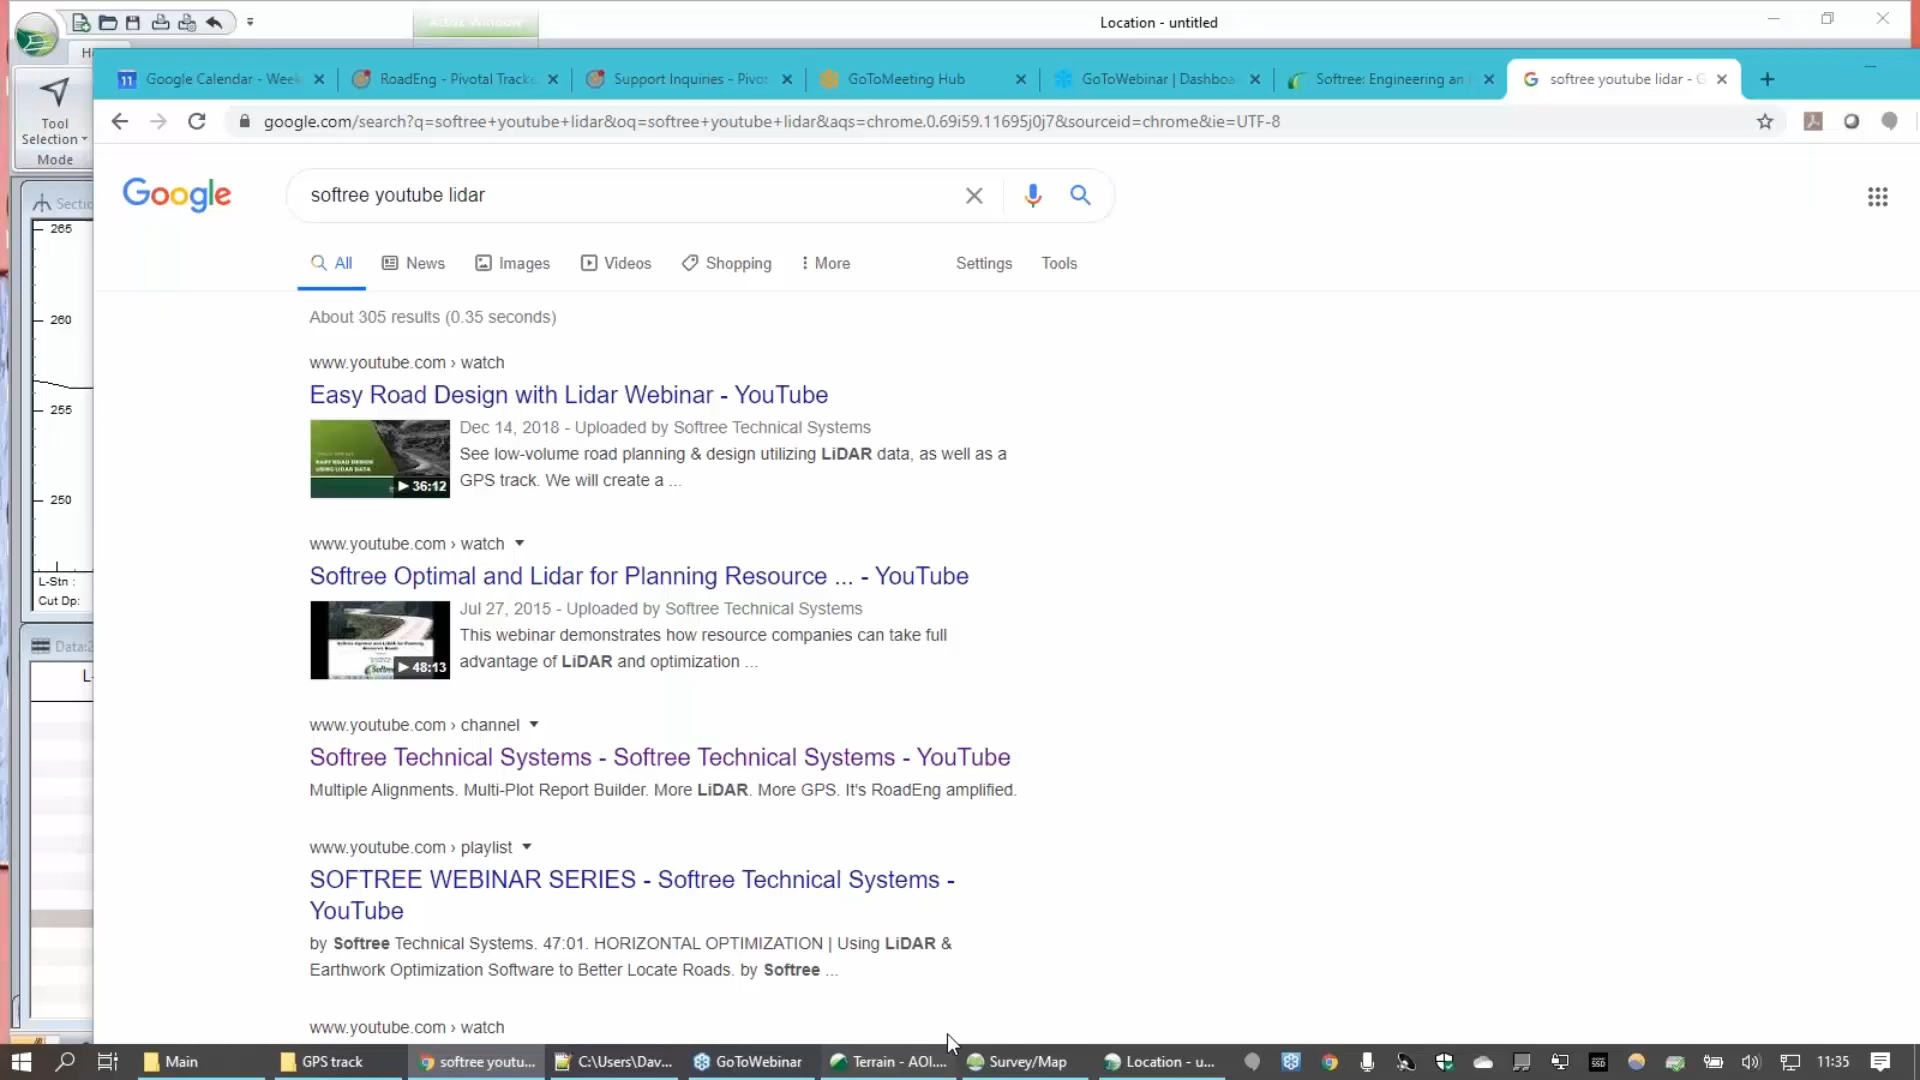 Location - untitled
Google Calendar - Week
RoadEng - Pivotal Tracke
Support Inquiries - Pivo
GoToMeeting Hub
GoToWebinar | Dashboa
Softree: Engineering an
softree youtube lidar - G
google.com/search?q=softree+youtube+lidar&oq=softree+youtube+lidar&aqs=chrome.0.69i59.11695j0j7&sourceid=chrome&ie=UTF-8
Tool
Selection
Mode
Google
softree youtube lidar
All
News
Images
Videos
Shopping
More
Settings
Tools
About 305 results (0.35 seconds)
www.youtube.com › watch
Easy Road Design with Lidar Webinar - YouTube
Dec 14, 2018 - Uploaded by Softree Technical Systems
See low-volume road planning & design utilizing LiDAR data, as well as a
GPS track. We will create a ...
EASY ROAD DESIGN
USING LIDAR DATA
36:12
www.youtube.com › watch
Softree Optimal and Lidar for Planning Resource ... - YouTube
Jul 27, 2015 - Uploaded by Softree Technical Systems
This webinar demonstrates how resource companies can take full
advantage of LiDAR and optimization ...
48:13
www.youtube.com › channel
Softree Technical Systems - Softree Technical Systems - YouTube
Multiple Alignments. Multi-Plot Report Builder. More LiDAR. More GPS. It's RoadEng amplified.
www.youtube.com › playlist
SOFTREE WEBINAR SERIES - Softree Technical Systems -
YouTube
by Softree Technical Systems. 47:01. HORIZONTAL OPTIMIZATION | Using LiDAR &
Earthwork Optimization Software to Better Locate Roads. by Softree ...
www.youtube.com › watch
Sectio
265
260
255
250
L-Stn :
Cut Dp:
Data:2
L-
Main
GPS track
softree youtu...
C:\Users\Dav...
GoToWebinar
Terrain - AOI....
Survey/Map
Location - u...
11:35